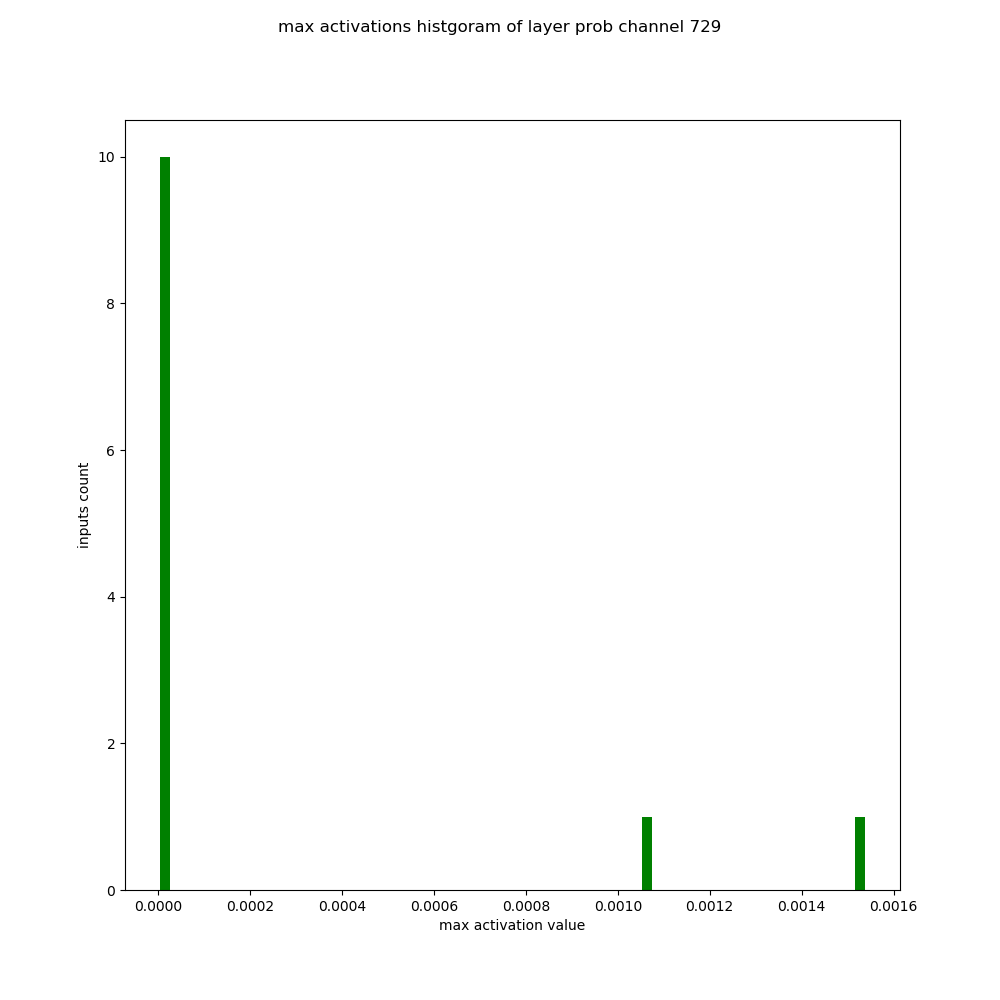 max activations histgoram of layer prob channel 729
10
8
6
4
2
0
inputs count
0.0000 0.0002 0.0004 0.0006 0.0008 0.0010 0.0012 0.0014 0.0016
max activation value